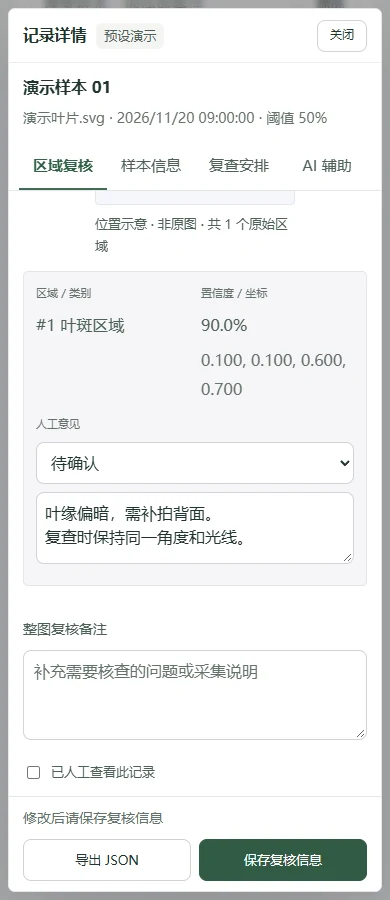 记录详情 预设演示 关闭
演示样本 01
演示叶片.svg · 2026/11/20 09:00:00 · 阈值 50%
区域复核 样本信息 复查安排 AI 辅助
位置示意 · 非原图 · 共 1 个原始区
域
区域 / 类别 置信度 / 坐标
#1 叶斑区域 90.0%
0.100, 0.100, 0.600,
0.700
人工意见
待确认
叶缘偏暗，需补拍背面。
复查时保持同一角度和光线。
整图复核备注
补充需要核查的问题或采集说明
已人工查看此记录
修改后请保存复核信息
导出 JSON 保存复核信息